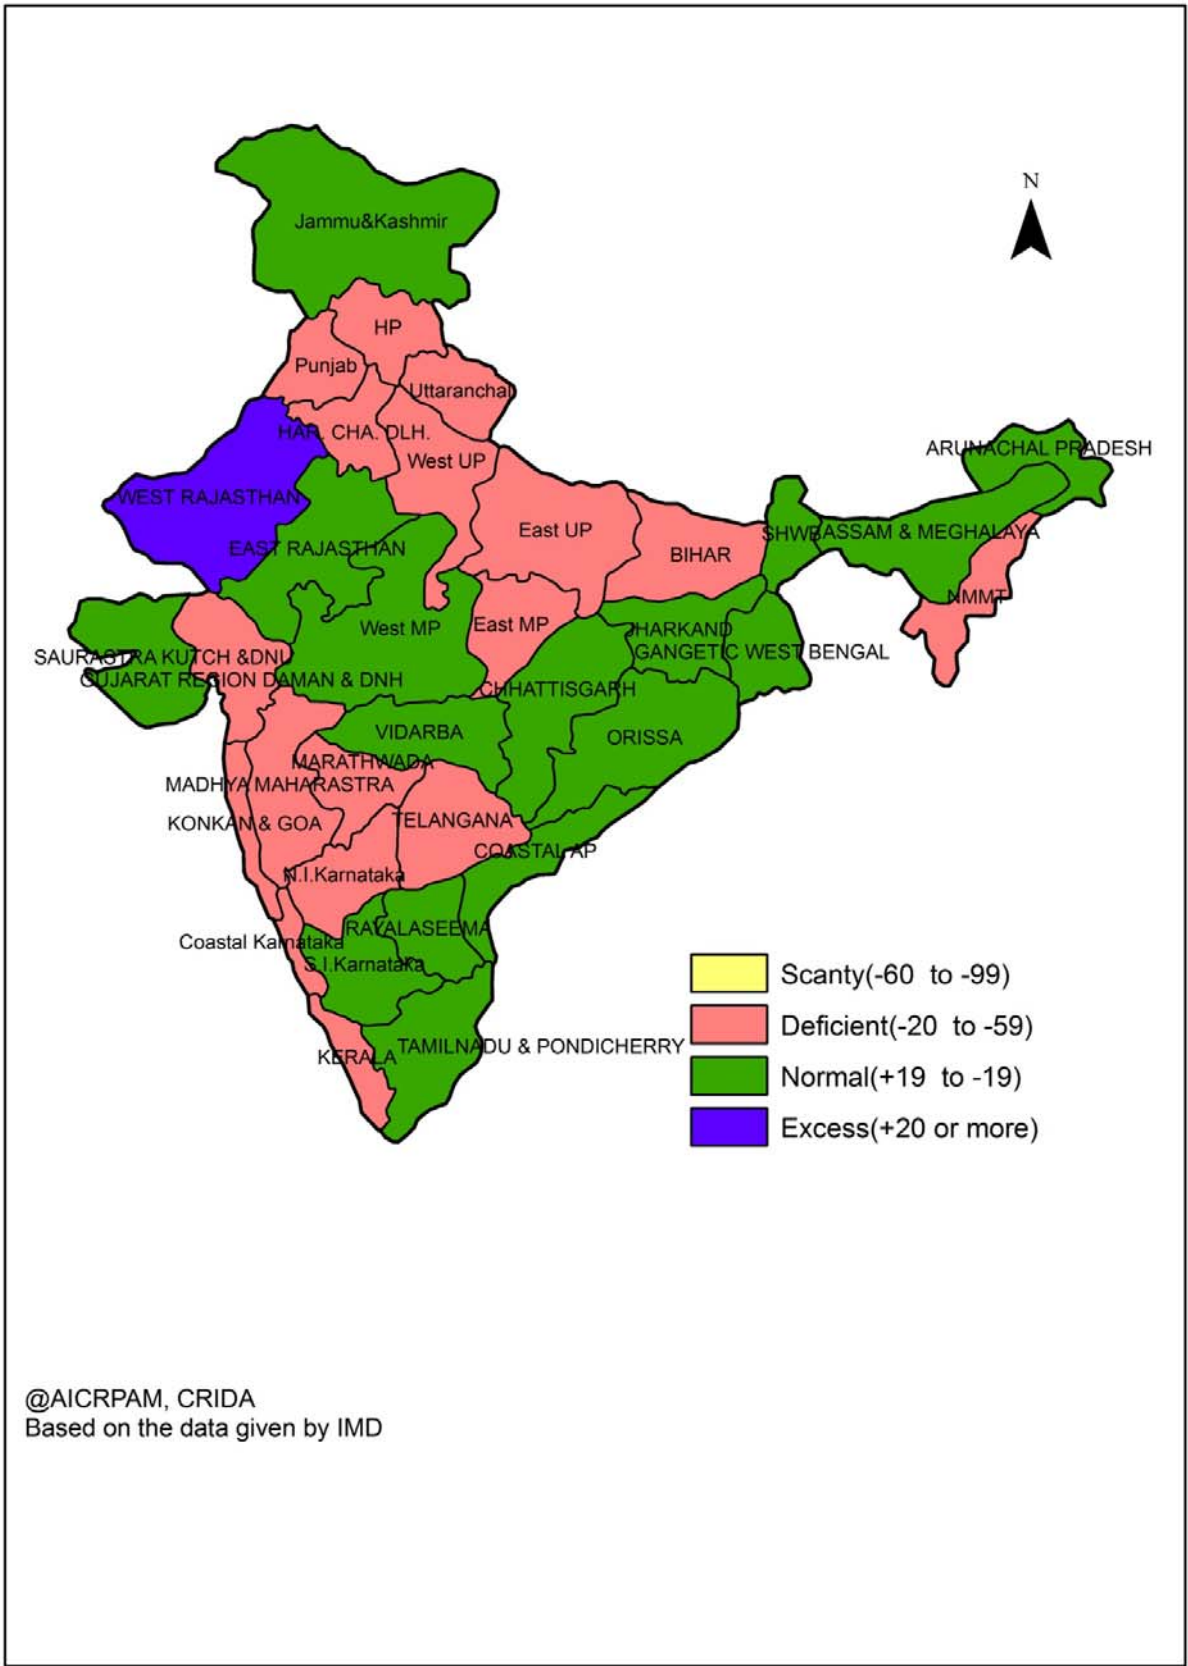 N
Jammu&Kashmir
HP
Punjab
Uttaranchal
HAR. CHA. DLH.
West UP
ARUNACHAL PRADESH
WEST RAJASTHAN
East UP
SHWB
ASSAM & MEGHALAYA
EAST RAJASTHAN
BIHAR
NMMT
West MP
East MP
JHARKAND
SAURASTRA KUTCH &DNU
GANGETIC WEST BENGAL
GUJARAT REGION DAMAN & DNH
CHHATTISGARH
VIDARBA
ORISSA
MARATHWADA
MADHYA MAHARASTRA
KONKAN & GOA
TELANGANA
COASTAL AP
N.I.Karnataka
RAYALASEEMA
Coastal Karnataka
S.I.Karnataka
KERALA
TAMILNADU & PONDICHERRY
Scanty(-60 to -99)
Deficient(-20 to -59)
Normal(+19 to -19)
Excess(+20 or more)
@AICRPAM, CRIDA
Based on the data given by IMD